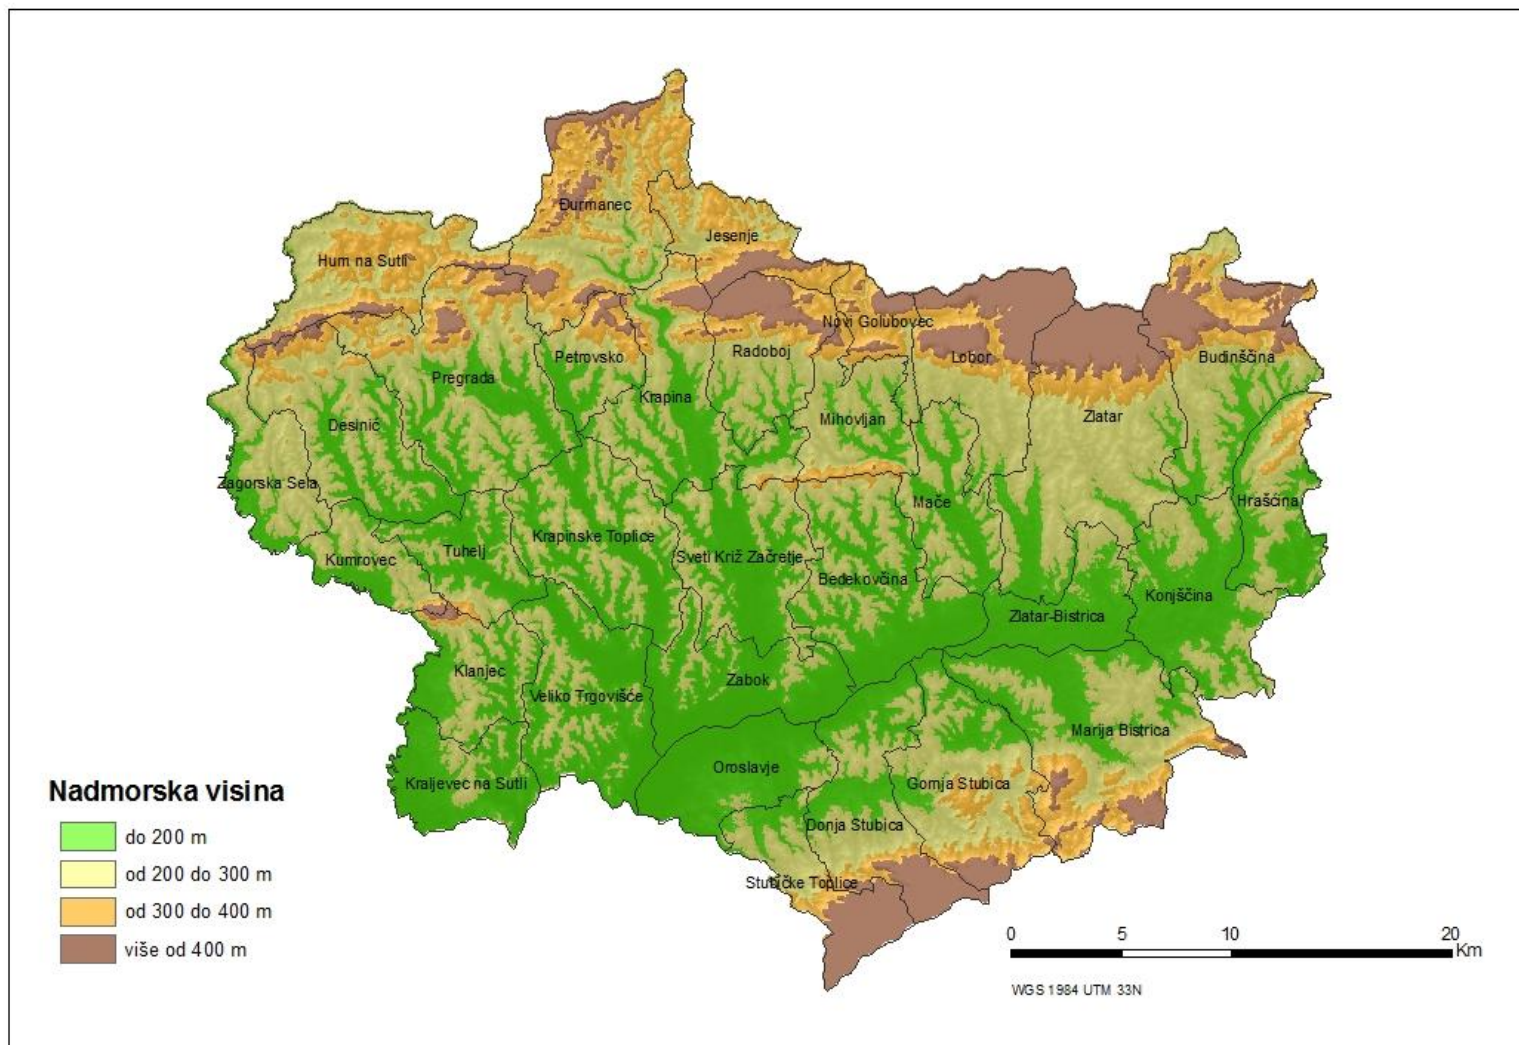 Đurmanec
Jesenje
Hum na Sutli
Novi Golubovec
Petrovsko
Radoboj
Lobor
Budinščina
Pregrada
Krapina
Mihovljan
Zlatar
Desinić
Zagorska Sela
Mače
Hrašćina
Kumrovec
Tuhelj
Krapinske Toplice
Sveti Križ Začretje
Bedekovčina
Konjščina
Zlatar-Bistrica
Klanjec
Veliko Trgovišće
Zabok
Marija Bistrica
Kraljevec na Sutli
Oroslavje
Gornja Stubica
Donja Stubica
Stubičke Toplice
Nadmorska visina
do 200 m
od 200 do 300 m
od 300 do 400 m
više od 400 m
0 5 10 20
Km
WGS 1984 UTM 33N